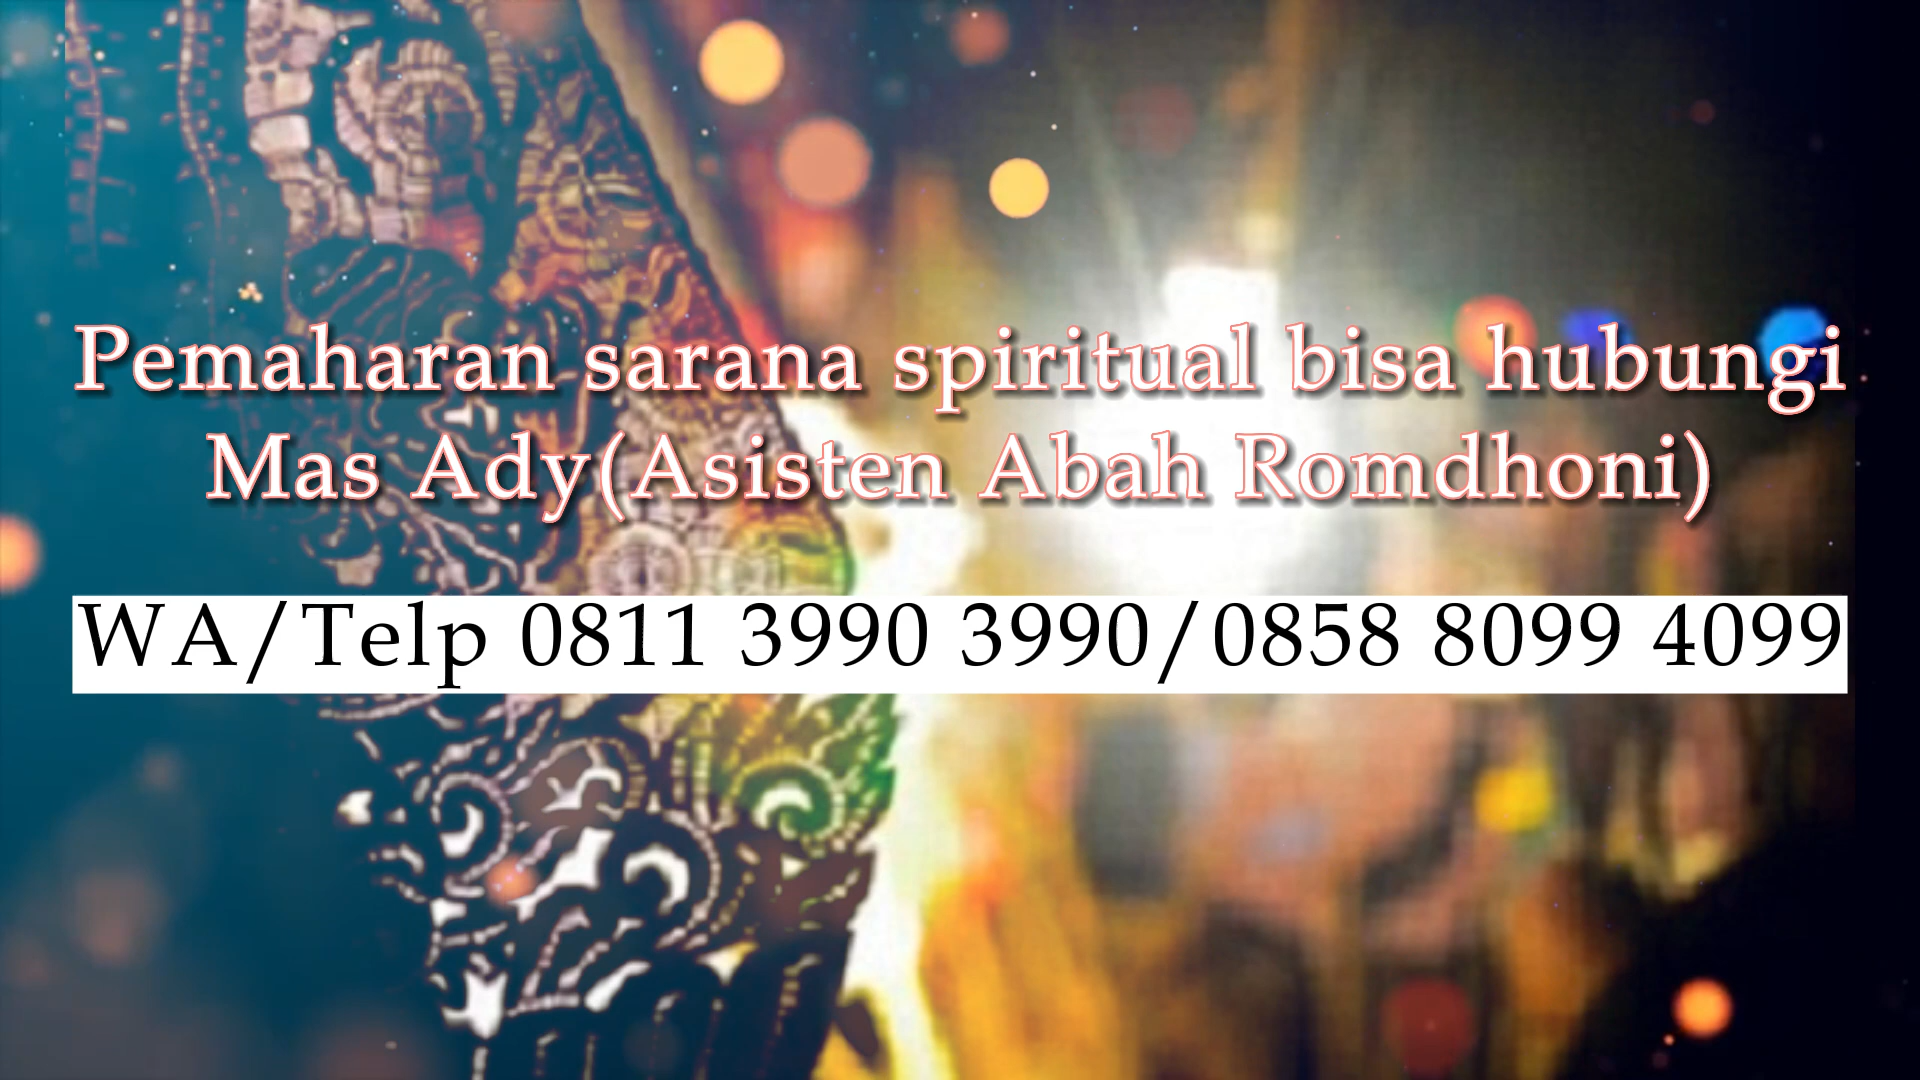 Pemaharan sarana spiritual bisa hubungi
Mas Ady(Asisten Abah Romdhoni)
WA/Telp 0811 3990 3990/0858 8099 4099